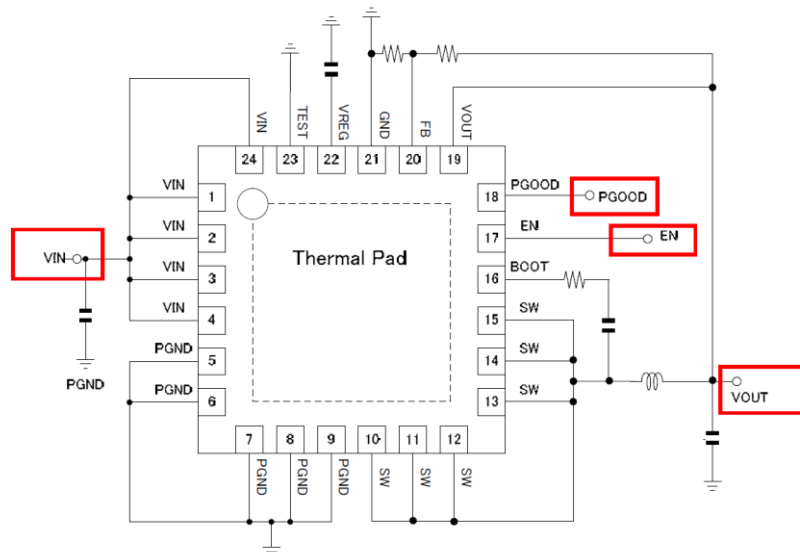 VIN
TEST
VREG
GND
FB
VOUT
24
23
22
21
20
19
VIN
1
VIN
2
VIN
3
VIN
4
PGND
5
PGND
6
VIN
PGND
Thermal Pad
18
PGOOD
PGOOD
17
EN
EN
16
BOOT
15
SW
14
SW
13
SW
VOUT
7
8
9
10
11
12
PGND
PGND
PGND
SW
SW
SW